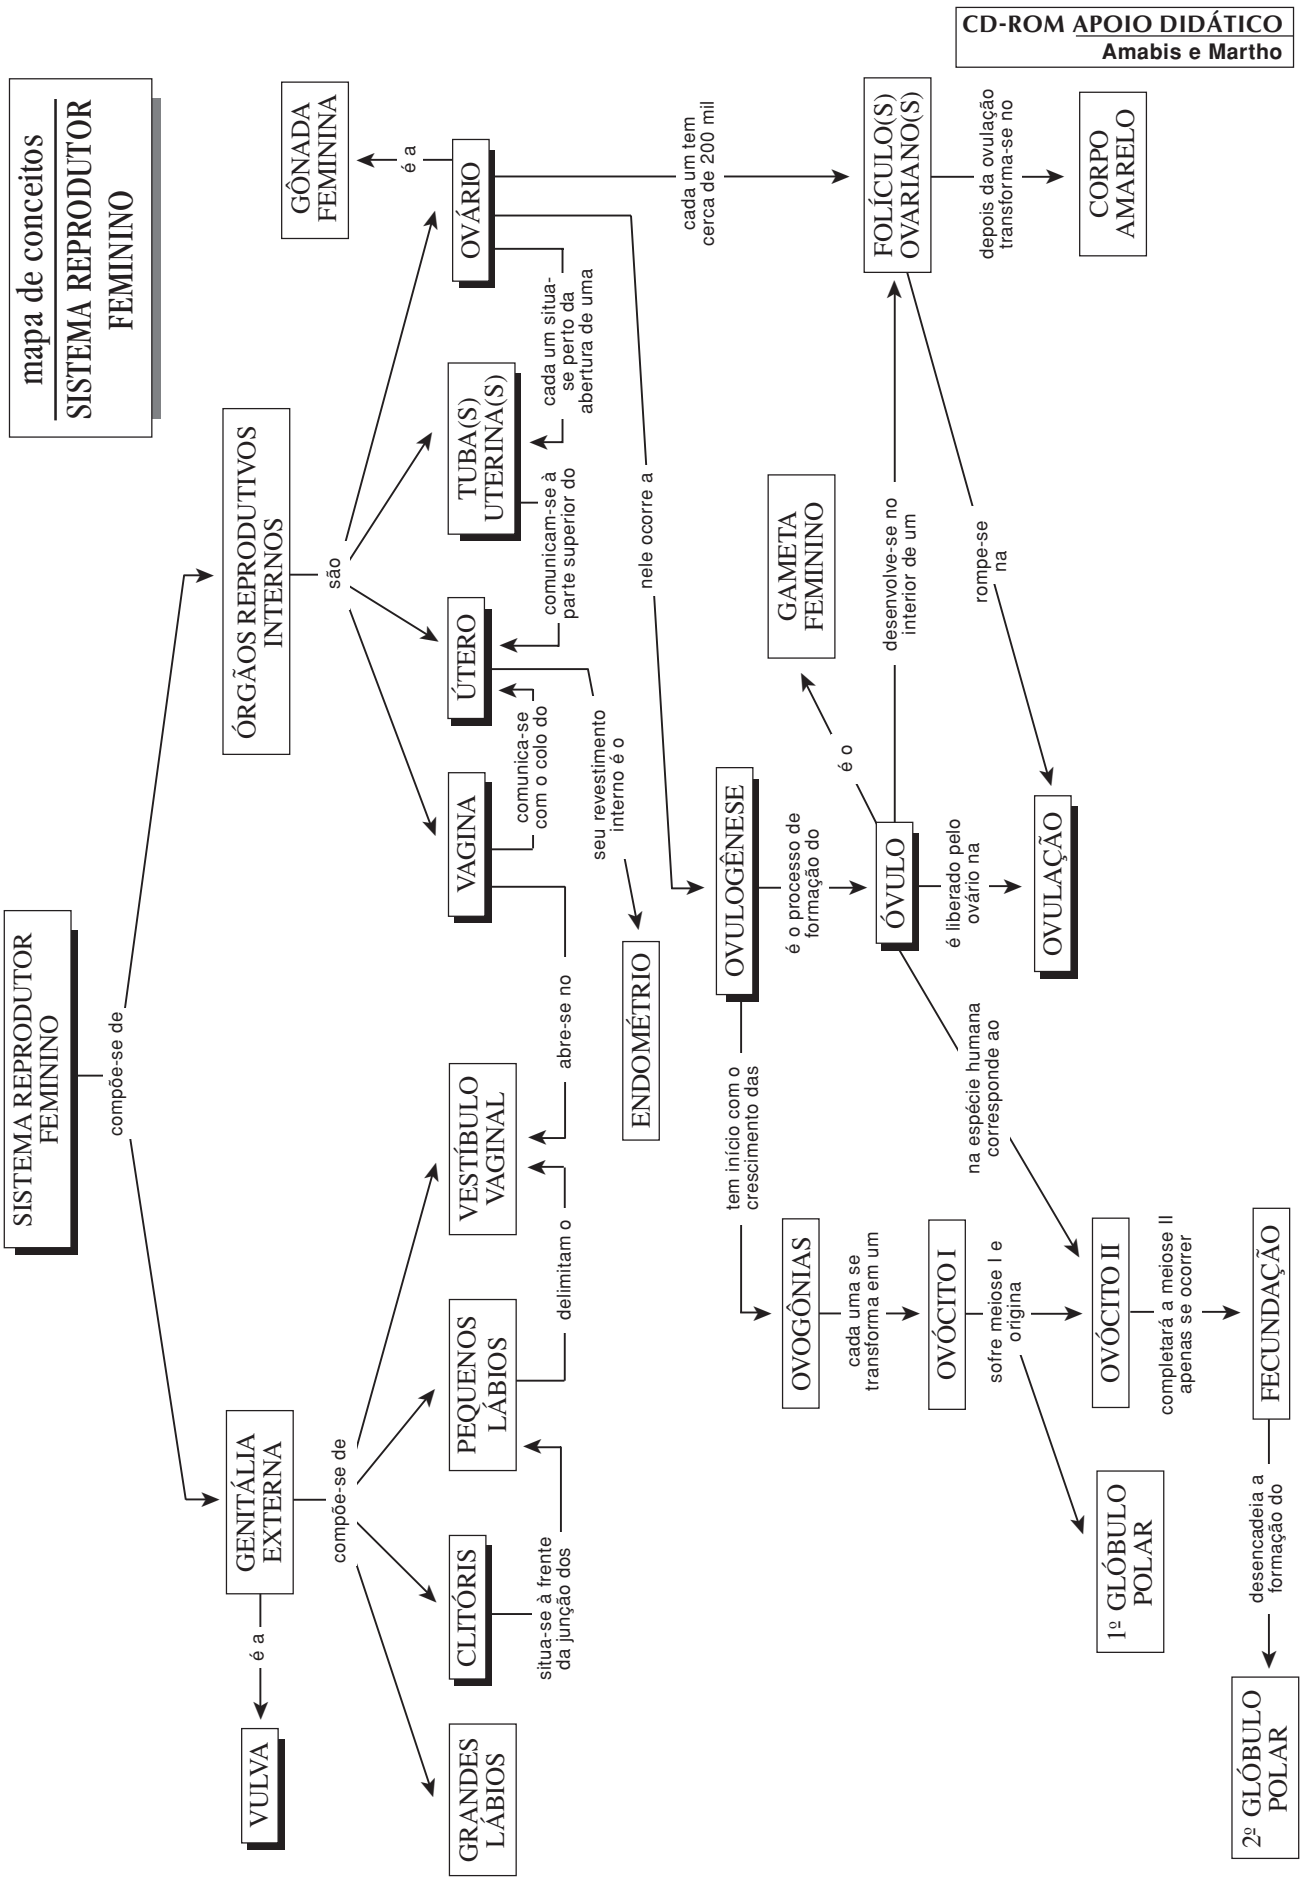 CD-ROM APOIO DIDÁTICO
Amabis e Martho
mapa de conceitos
SISTEMA REPRODUTOR
FEMININO
SISTEMA REPRODUTOR
FEMININO
compõe-se de
GENITÁLIA
EXTERNA
é a
VULVA
compõe-se de
GRANDES
LÁBIOS
CLITÓRIS
situa-se à frente
da junção dos
PEQUENOS
LÁBIOS
delimitam o
VESTÍBULO
VAGINAL
abre-se no
ÓRGÃOS REPRODUTIVOS
INTERNOS
são
VAGINA
comunica-se
com o colo do
ÚTERO
seu revestimento
interno é o
ENDOMÉTRIO
comunicam-se à
parte superior do
TUBA(S)
UTERINA(S)
cada um situa-
se perto da
abertura de uma
OVÁRIO
é a
GÔNADA
FEMININA
nele ocorre a
cada um tem
cerca de 200 mil
FOLÍCULO(S)
OVARIANO(S)
depois da ovulação
transforma-se no
CORPO
AMARELO
rompe-se
na
OVULOGÊNESE
é o processo de
formação do
ÓVULO
é o
GAMETA
FEMININO
desenvolve-se no
interior de um
é liberado pelo
ovário na
OVULAÇÃO
na espécie humana
corresponde ao
tem início com o
crescimento das
OVOGÔNIAS
cada uma se
transforma em um
OVÓCITO I
sofre meiose I e
origina
1º GLÓBULO
POLAR
OVÓCITO II
completará a meiose II
apenas se ocorrer
FECUNDAÇÃO
desencadeia a
formação do
2º GLÓBULO
POLAR